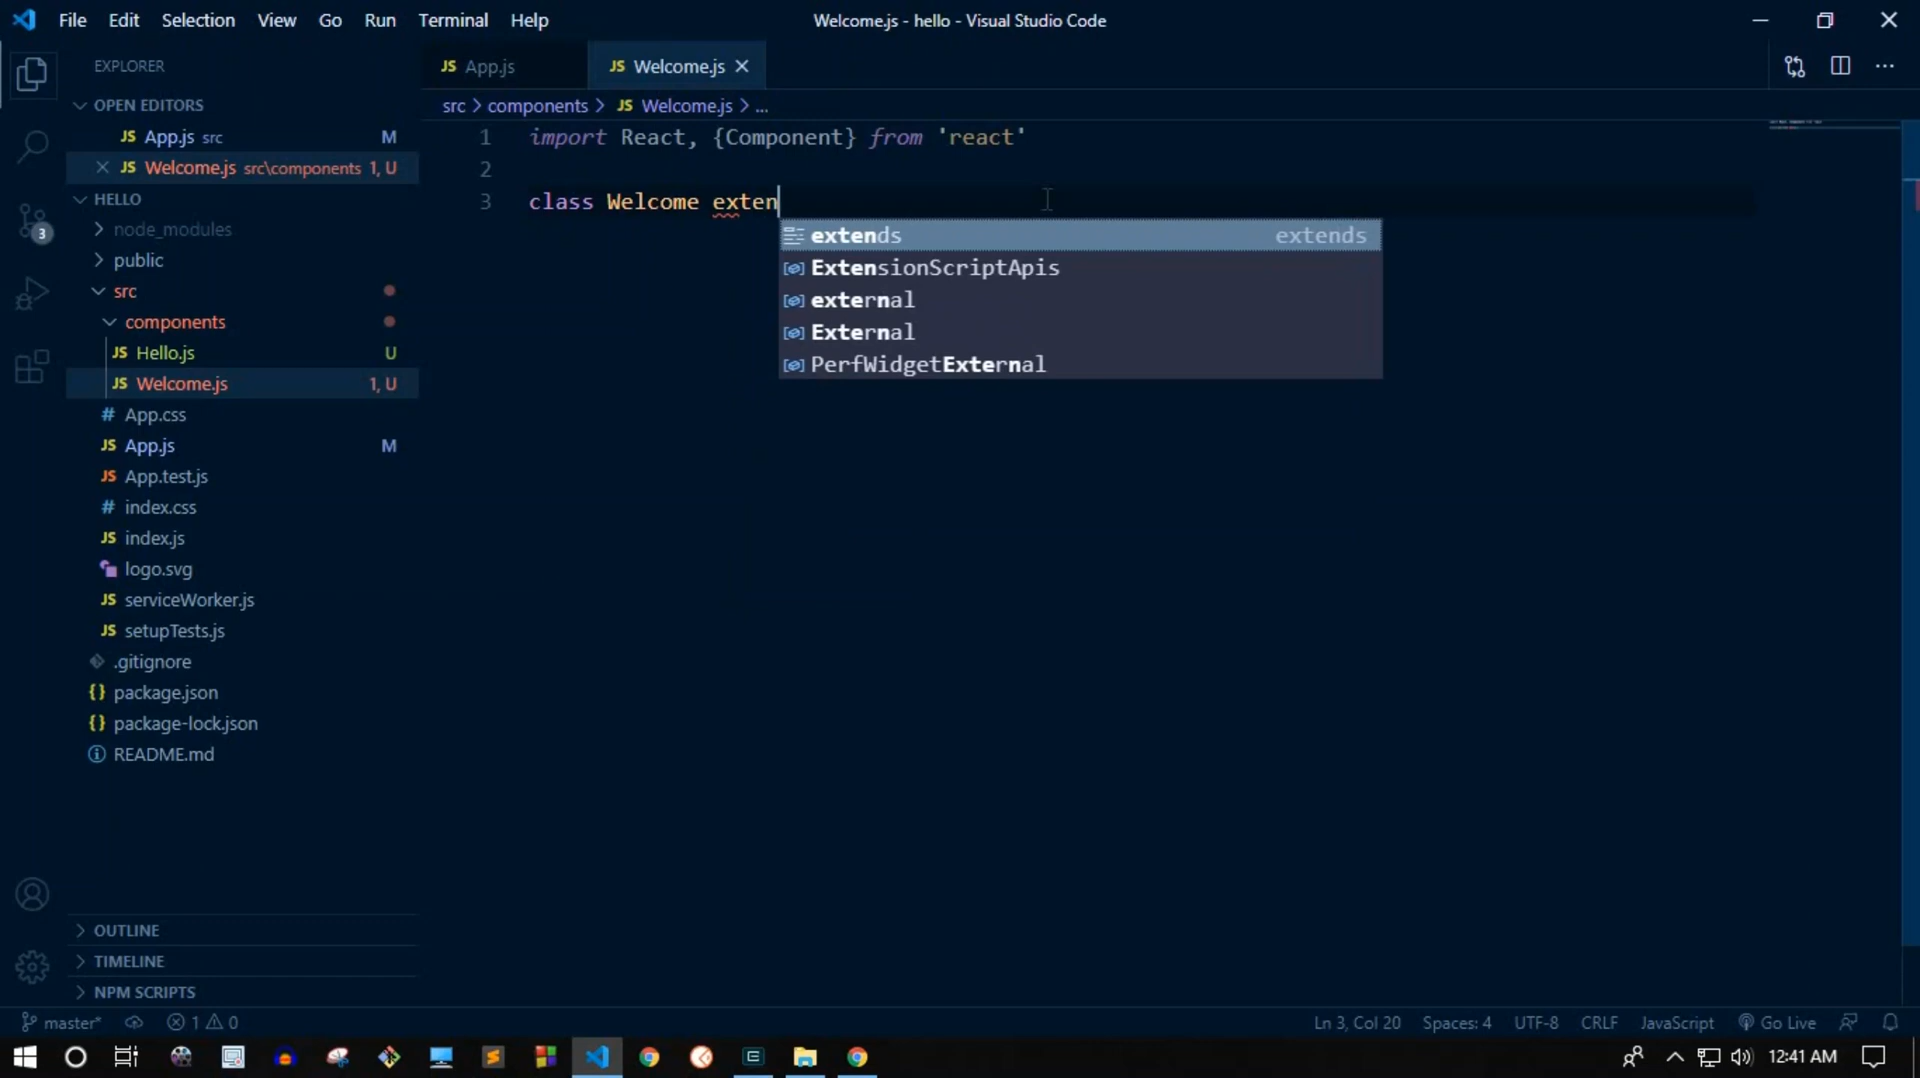 File Edit Selection View Go Run Terminal Help
Welcome.js - hello - Visual Studio Code
EXPLORER
OPEN EDITORS
JS App.js src M
JS Welcome.js src\components 1, U
HELLO
node_modules
public
src
components
JS Hello.js U
JS Welcome.js 1, U
# App.css
JS App.js M
JS App.test.js
# index.css
JS index.js
logo.svg
JS serviceWorker.js
JS setupTests.js
.gitignore
{} package.json
{} package-lock.json
README.md
OUTLINE
TIMELINE
NPM SCRIPTS
3
JS App.js
JS Welcome.js
src > components > JS Welcome.js > ...
1 import React, {Component} from 'react'
2
3 class Welcome exten
extends extends
ExtensionScriptApis
external
External
PerfWidgetExternal
master* 1 0
Ln 3, Col 20 Spaces: 4 UTF-8 CRLF JavaScript Go Live
12:41 AM